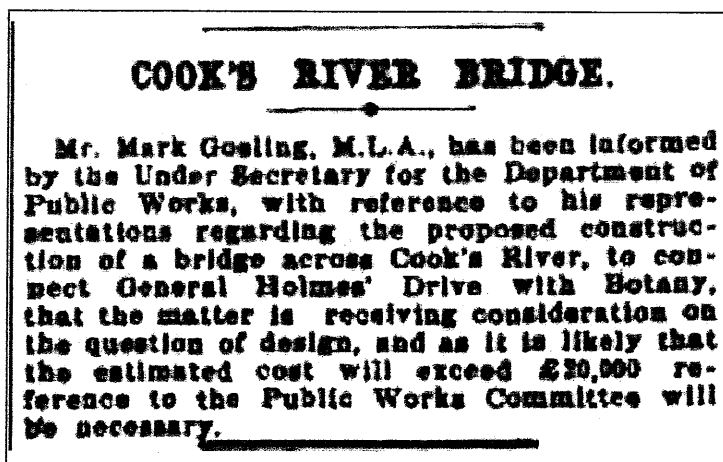 COOK'S RIVER BRIDGE.
Mr. Mark Gosling, M.L.A., has been informed
by the Under Secretary for the Department of
Public Works, with reference to his repre-
sentations regarding the proposed construc-
tion of a bridge across Cook's River, to con-
nect General Holmes' Drive with Botany,
that the matter is receiving consideration on
the question of design, and as it is likely that
the estimated cost will exceed £20,000 re-
ference to the Public Works Committee will
be necessary.